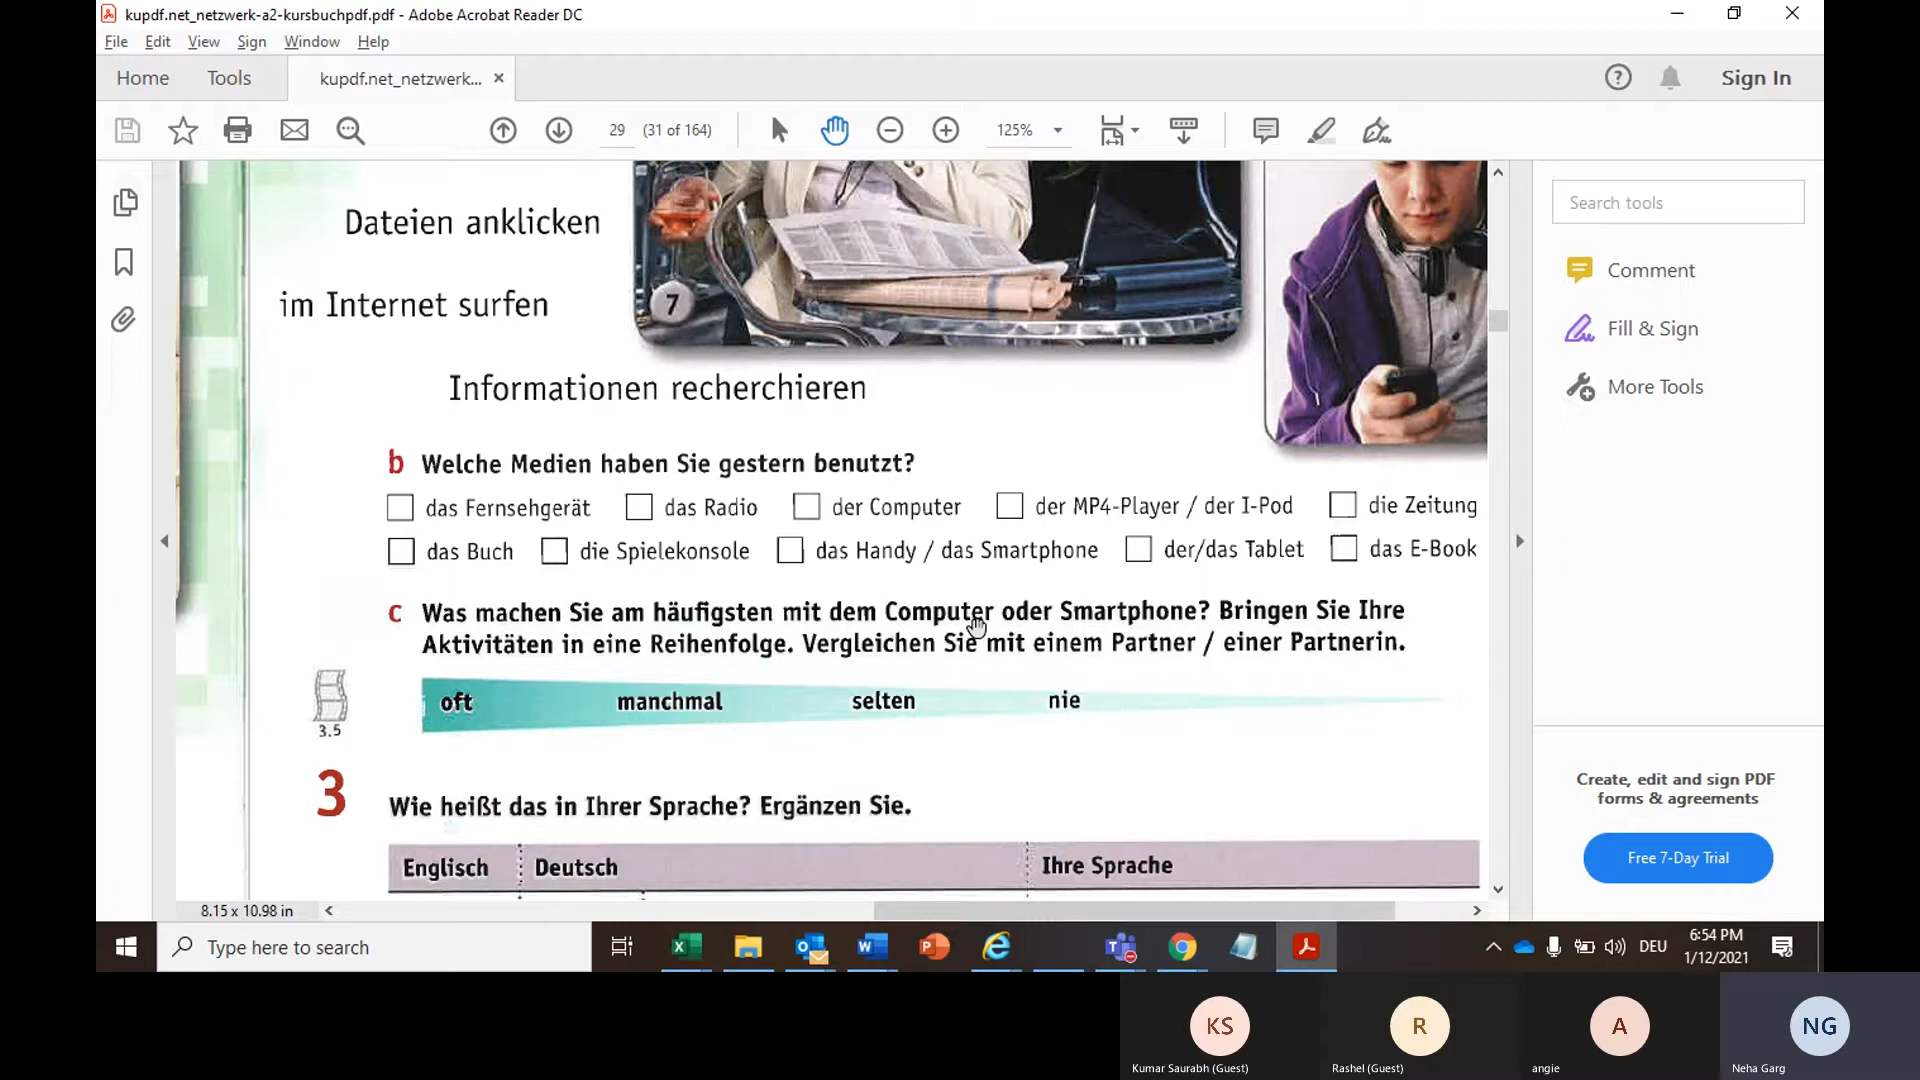 kupdf.net_netzwerk-a2-kursbuchpdf.pdf - Adobe Acrobat Reader DC
File Edit View Sign Window Help
Home Tools kupdf.net_netzwerk... × Sign In
29 (31 of 164) 125%
Dateien anklicken
im Internet surfen
7
Informationen recherchieren
b Welche Medien haben Sie gestern benutzt?
das Fernsehgerät das Radio der Computer der MP4-Player / der I-Pod die Zeitung
das Buch die Spielekonsole das Handy / das Smartphone der/das Tablet das E-Book
c Was machen Sie am häufigsten mit dem Computer oder Smartphone? Bringen Sie Ihre
Aktivitäten in eine Reihenfolge. Vergleichen Sie mit einem Partner / einer Partnerin.
oft manchmal selten nie
3.5
3 Wie heißt das in Ihrer Sprache? Ergänzen Sie.
Englisch Deutsch Ihre Sprache
8.15 x 10.98 in
Search tools
Comment
Fill & Sign
More Tools
Create, edit and sign PDF
forms & agreements
Free 7-Day Trial
Type here to search
DEU
6:54 PM
1/12/2021
KS
Kumar Saurabh (Guest)
R
Rashel (Guest)
A
angie
NG
Neha Garg